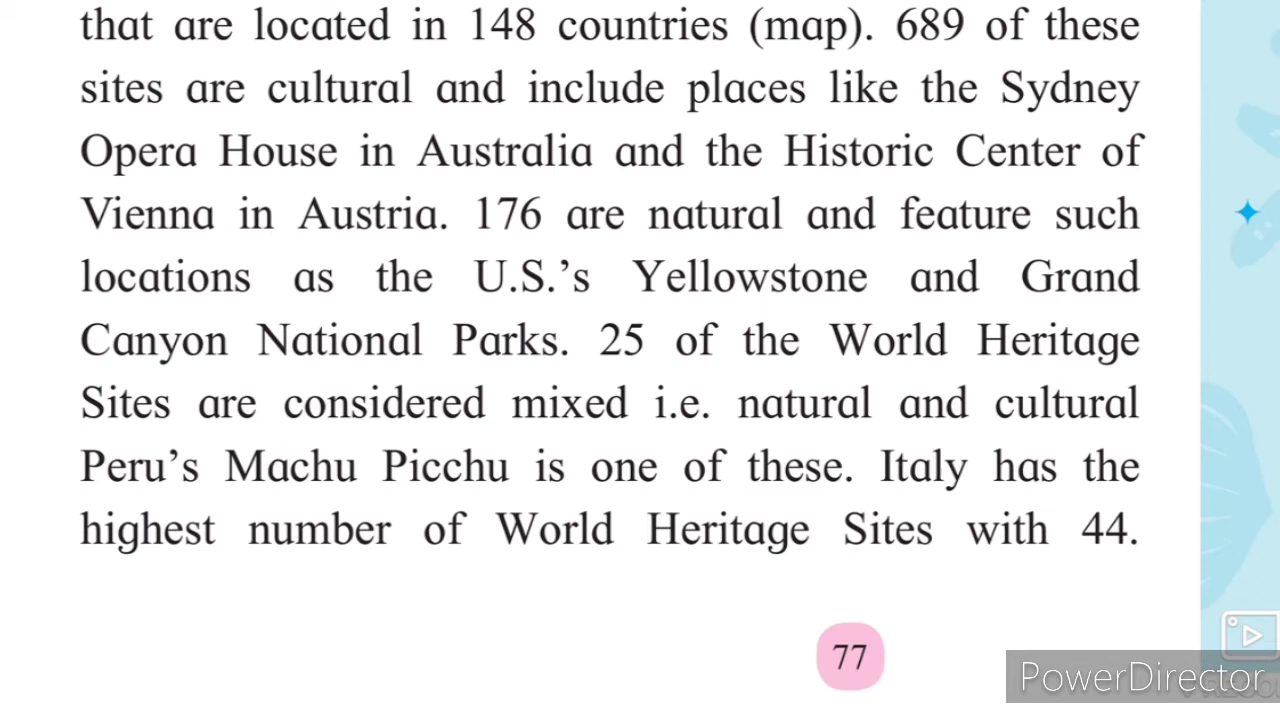 that are located in 148 countries (map). 689 of these
sites are cultural and include places like the Sydney
Opera House in Australia and the Historic Center of
Vienna in Austria. 176 are natural and feature such
locations as the U.S.'s Yellowstone and Grand
Canyon National Parks. 25 of the World Heritage
Sites are considered mixed i.e. natural and cultural
Peru's Machu Picchu is one of these. Italy has the
highest number of World Heritage Sites with 44.
77
PowerDirector